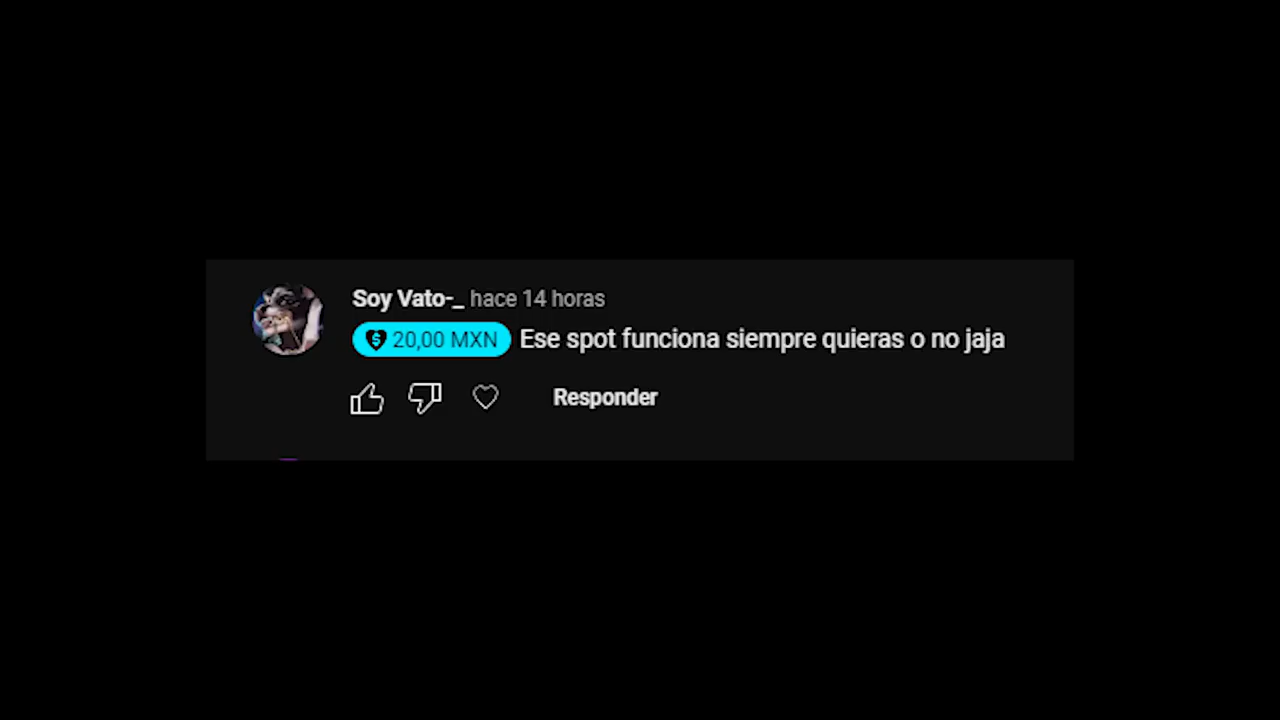 Soy Vato-_ hace 14 horas
$ 20,00 MXN Ese spot funciona siempre quieras o no jaja
Responder